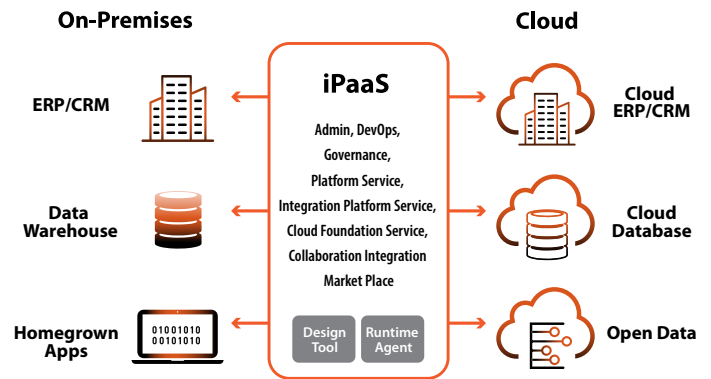 On-Premises
Cloud
iPaaS
ERP/CRM
Data
Warehouse
01001010
00101010
Homegrown
Apps
Admin, DevOps,
Governance,
Platform Service,
Integration Platform Service,
Cloud Foundation Service,
Collaboration Integration
Market Place
Design
Tool
Runtime
Agent
Cloud
ERP/CRM
Cloud
Database
Open Data